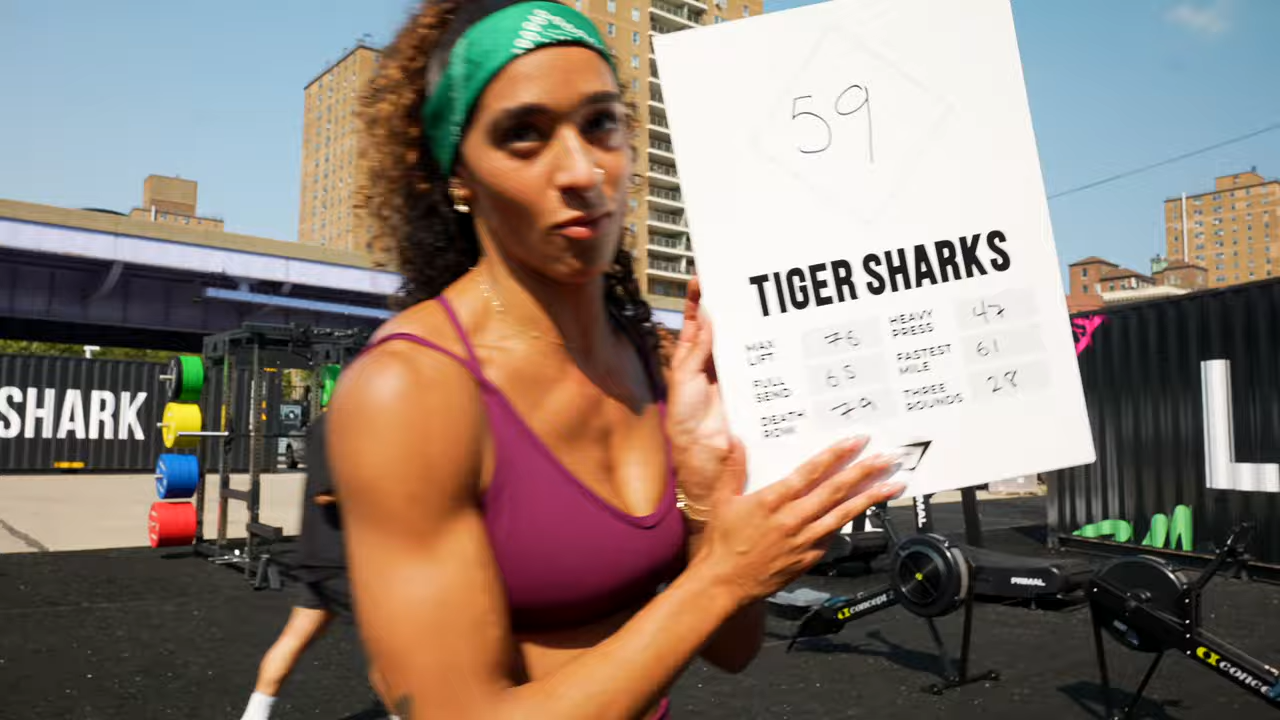 59
TIGER SHARKS
MAX LIFT 76
HEAVY PRESS 47
FULL SEND 65
FASTEST MILE 61
DEATH ROW 79
THREE ROUNDS 28
SHARK
L
PRIMAL
concept
concep